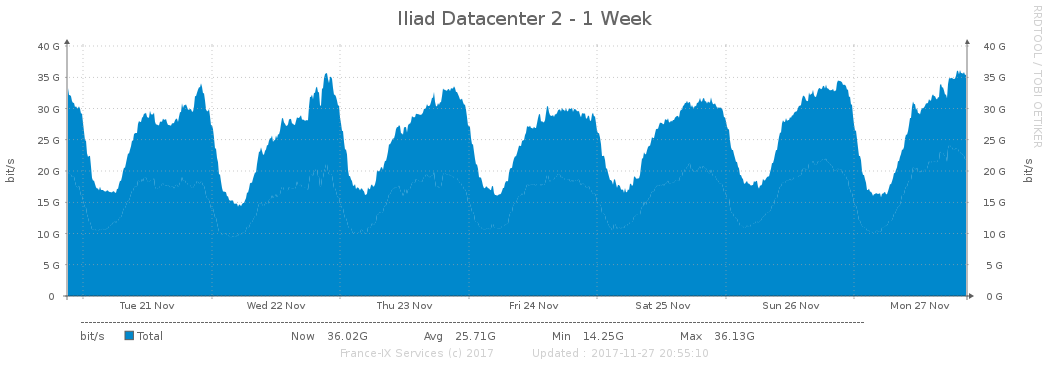 Iliad Datacenter 2 - 1 Week
RRDTOOL / TOBI OETIKER
bit/s
40 G 40 G
35 G 35 G
30 G 30 G
25 G 25 G
20 G 20 G
15 G 15 G
10 G 10 G
5 G 5 G
0 0 G
bit/s
Tue 21 Nov Wed 22 Nov Thu 23 Nov Fri 24 Nov Sat 25 Nov Sun 26 Nov Mon 27 Nov
bit/s Total Now 36.02G Avg 25.71G Min 14.25G Max 36.13G
France-IX Services (c) 2017 Updated : 2017-11-27 20:55:10